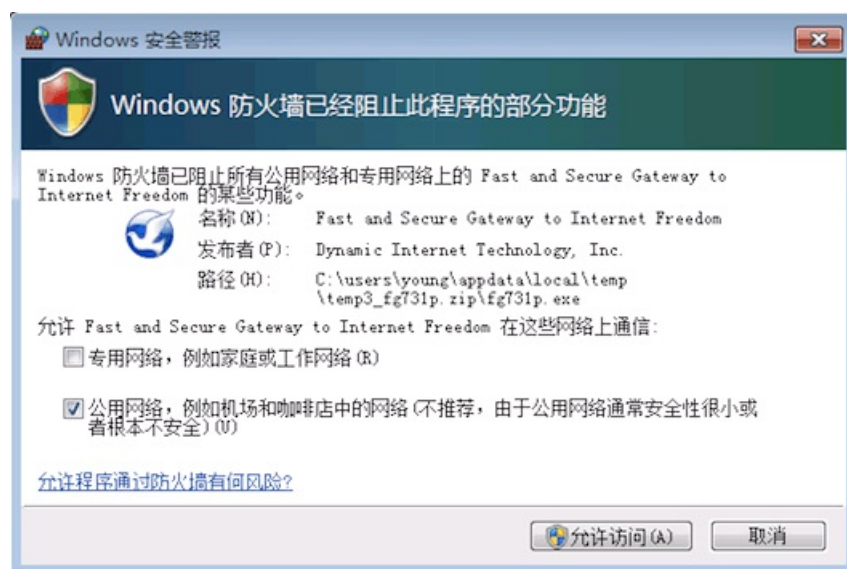 Windows 安全警报
Windows 防火墙已经阻止此程序的部分功能
Windows 防火墙已阻止所有公用网络和专用网络上的 Fast and Secure Gateway to
Internet Freedom 的某些功能。
名称(N): Fast and Secure Gateway to Internet Freedom
发布者(P): Dynamic Internet Technology, Inc.
路径(H): C:\users\young\appdata\local\temp
\temp3_fg731p.zip\fg731p.exe
允许 Fast and Secure Gateway to Internet Freedom 在这些网络上通信:
专用网络，例如家庭或工作网络(R)
公用网络，例如机场和咖啡店中的网络(不推荐，由于公用网络通常安全性很小或
者根本不安全)(U)
允许程序通过防火墙有何风险?
允许访问(A) 取消